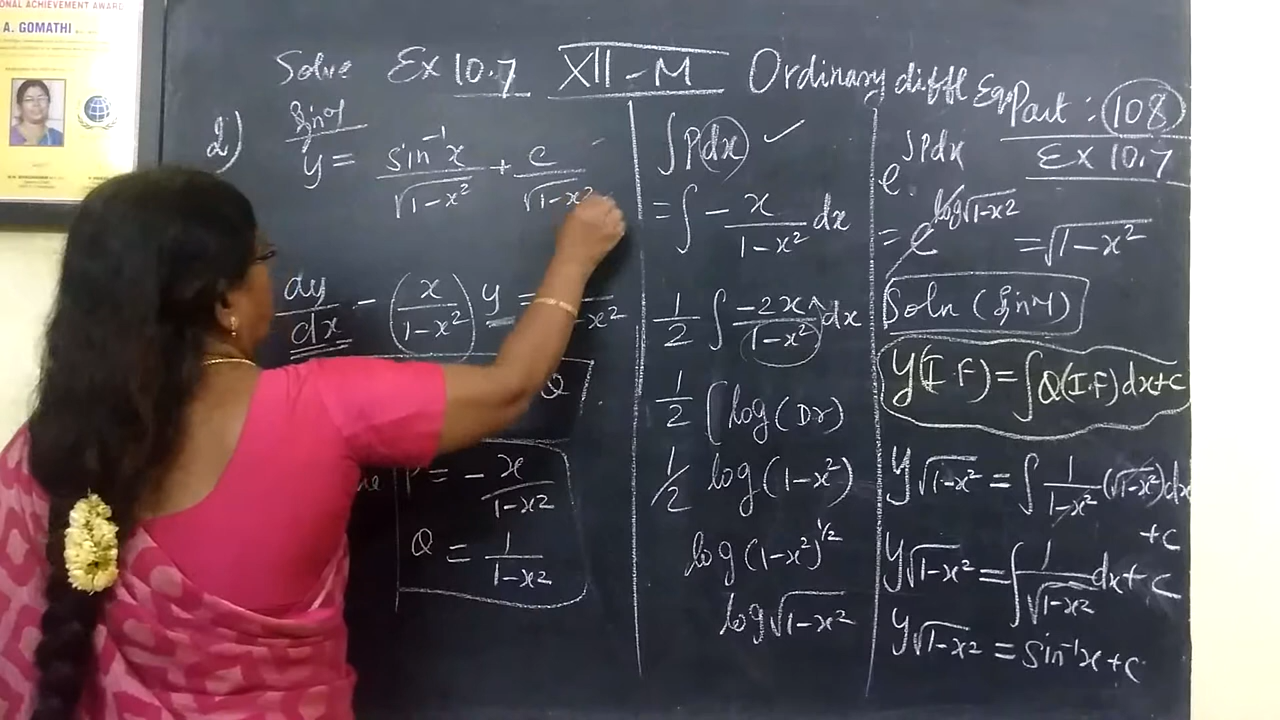 ONAL ACHIEVEMENT AWARD
A. GOMATHI
Solve Ex 10.7 XII - M Ordinary diffl Eqn Part : 108
Ex 10.7
2)
y = sin⁻¹x/√1-x² + c/√1-x²
dy/dx - (x/1-x²) y =
Q
P = - x/1-x²
Q = 1/1-x²
∫Pdx ✓
= ∫ - x/1-x² dx
1/2 ∫ -2x/1-x² dx
1/2 [log (Dr)
1/2 log (1-x²)
log (1-x²)^1/2
log √1-x²
e^∫Pdx
= e^log√1-x² = √1-x²
Soln
y(I.F) = ∫Q(I.F)dx+c
y√1-x² = ∫ 1/1-x² (√1-x²) dx
+c
y√1-x² = ∫ 1/√1-x² dx + c
y√1-x² = sin⁻¹x + c